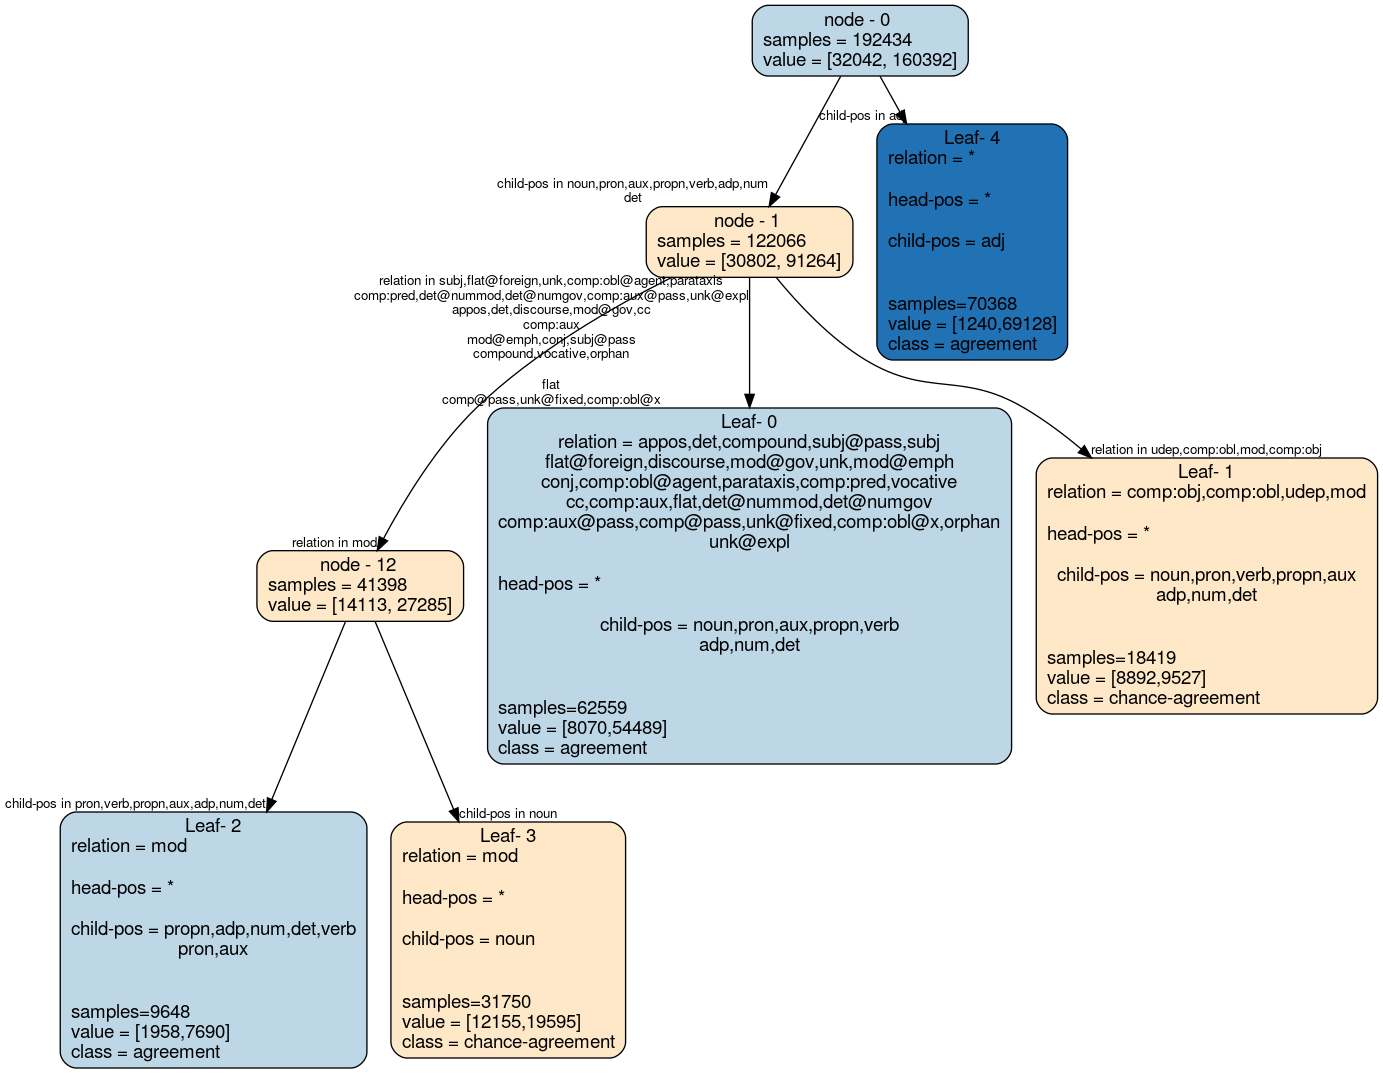 node - 0
samples = 192434
value = [32042, 160392]
child-pos in
Leaf- 4
relation = *
head-pos = *
child-pos = adj
samples=70368
value = [1240,69128]
class = agreement
child-pos in noun,pron,aux,propn,verb,adp,num
det
node - 1
samples = 122066
value = [30802, 91264]
relation in subj,flat@foreign,unk,comp:obl@agent,parataxis
comp:pred,det@nummod,det@numgov,comp:aux@pass,unk@expl
appos,det,discourse,mod@gov,cc
comp:aux
mod@emph,conj,subj@pass
compound,vocative,orphan
flat
comp@pass,unk@fixed,comp:obl@x
Leaf- 0
relation = appos,det,compound,subj@pass,subj
flat@foreign,discourse,mod@gov,unk,mod@emph
conj,comp:obl@agent,parataxis,comp:pred,vocative
cc,comp:aux,flat,det@nummod,det@numgov
comp:aux@pass,comp@pass,unk@fixed,comp:obl@x,orphan
unk@expl
head-pos = *
child-pos = noun,pron,aux,propn,verb
adp,num,det
samples=62559
value = [8070,54489]
class = agreement
relation in udep,comp:obl,mod,comp:obj
Leaf- 1
relation = comp:obj,comp:obl,udep,mod
head-pos = *
child-pos = noun,pron,verb,propn,aux
adp,num,det
samples=18419
value = [8892,9527]
class = chance-agreement
relation in mod
node - 12
samples = 41398
value = [14113, 27285]
child-pos in pron,verb,propn,aux,adp,num,det
Leaf- 2
relation = mod
head-pos = *
child-pos = propn,adp,num,det,verb
pron,aux
samples=9648
value = [1958,7690]
class = agreement
child-pos in noun
Leaf- 3
relation = mod
head-pos = *
child-pos = noun
samples=31750
value = [12155,19595]
class = chance-agreement